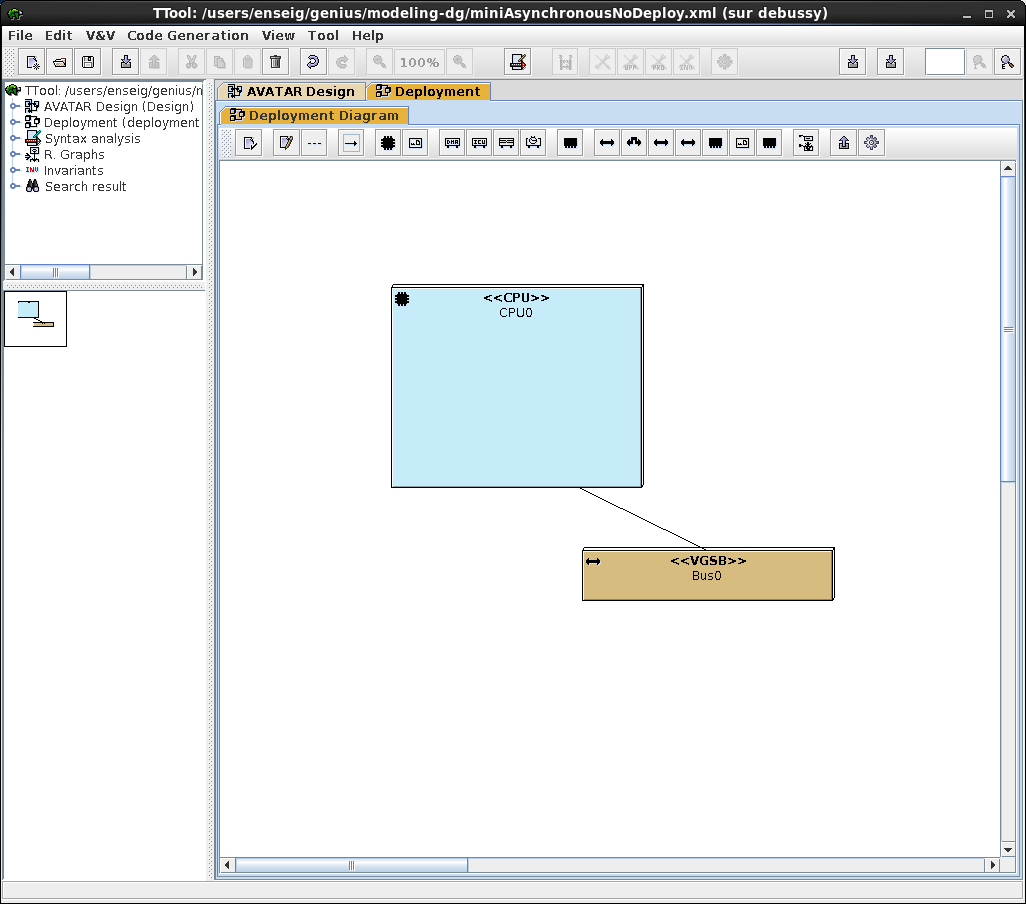 TTool: /users/enseig/genius/modeling-dg/miniAsynchronousNoDeploy.xml (sur debussy)
File Edit V&V Code Generation View Tool Help
100%
TTool: /users/enseig/genius/n
AVATAR Design (Design)
Deployment (deployment
Syntax analysis
R. Graphs
INV Invariants
Search result
AVATAR Design
Deployment
Deployment Diagram
<<CPU>>
CPU0
<<VGSB>>
Bus0